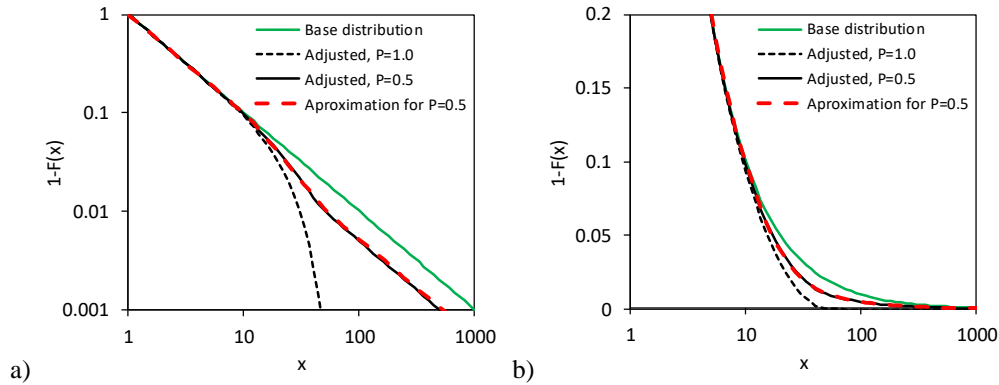 1
0.1
0.01
0.001
1-F(x)
Base distribution
Adjusted, P=1.0
Adjusted, P=0.5
Aproximation for P=0.5
1 10 100 1000
x
a)
0.2
0.15
0.1
0.05
0
1-F(x)
Base distribution
Adjusted, P=1.0
Adjusted, P=0.5
Aproximation for P=0.5
1 10 100 1000
x
b)